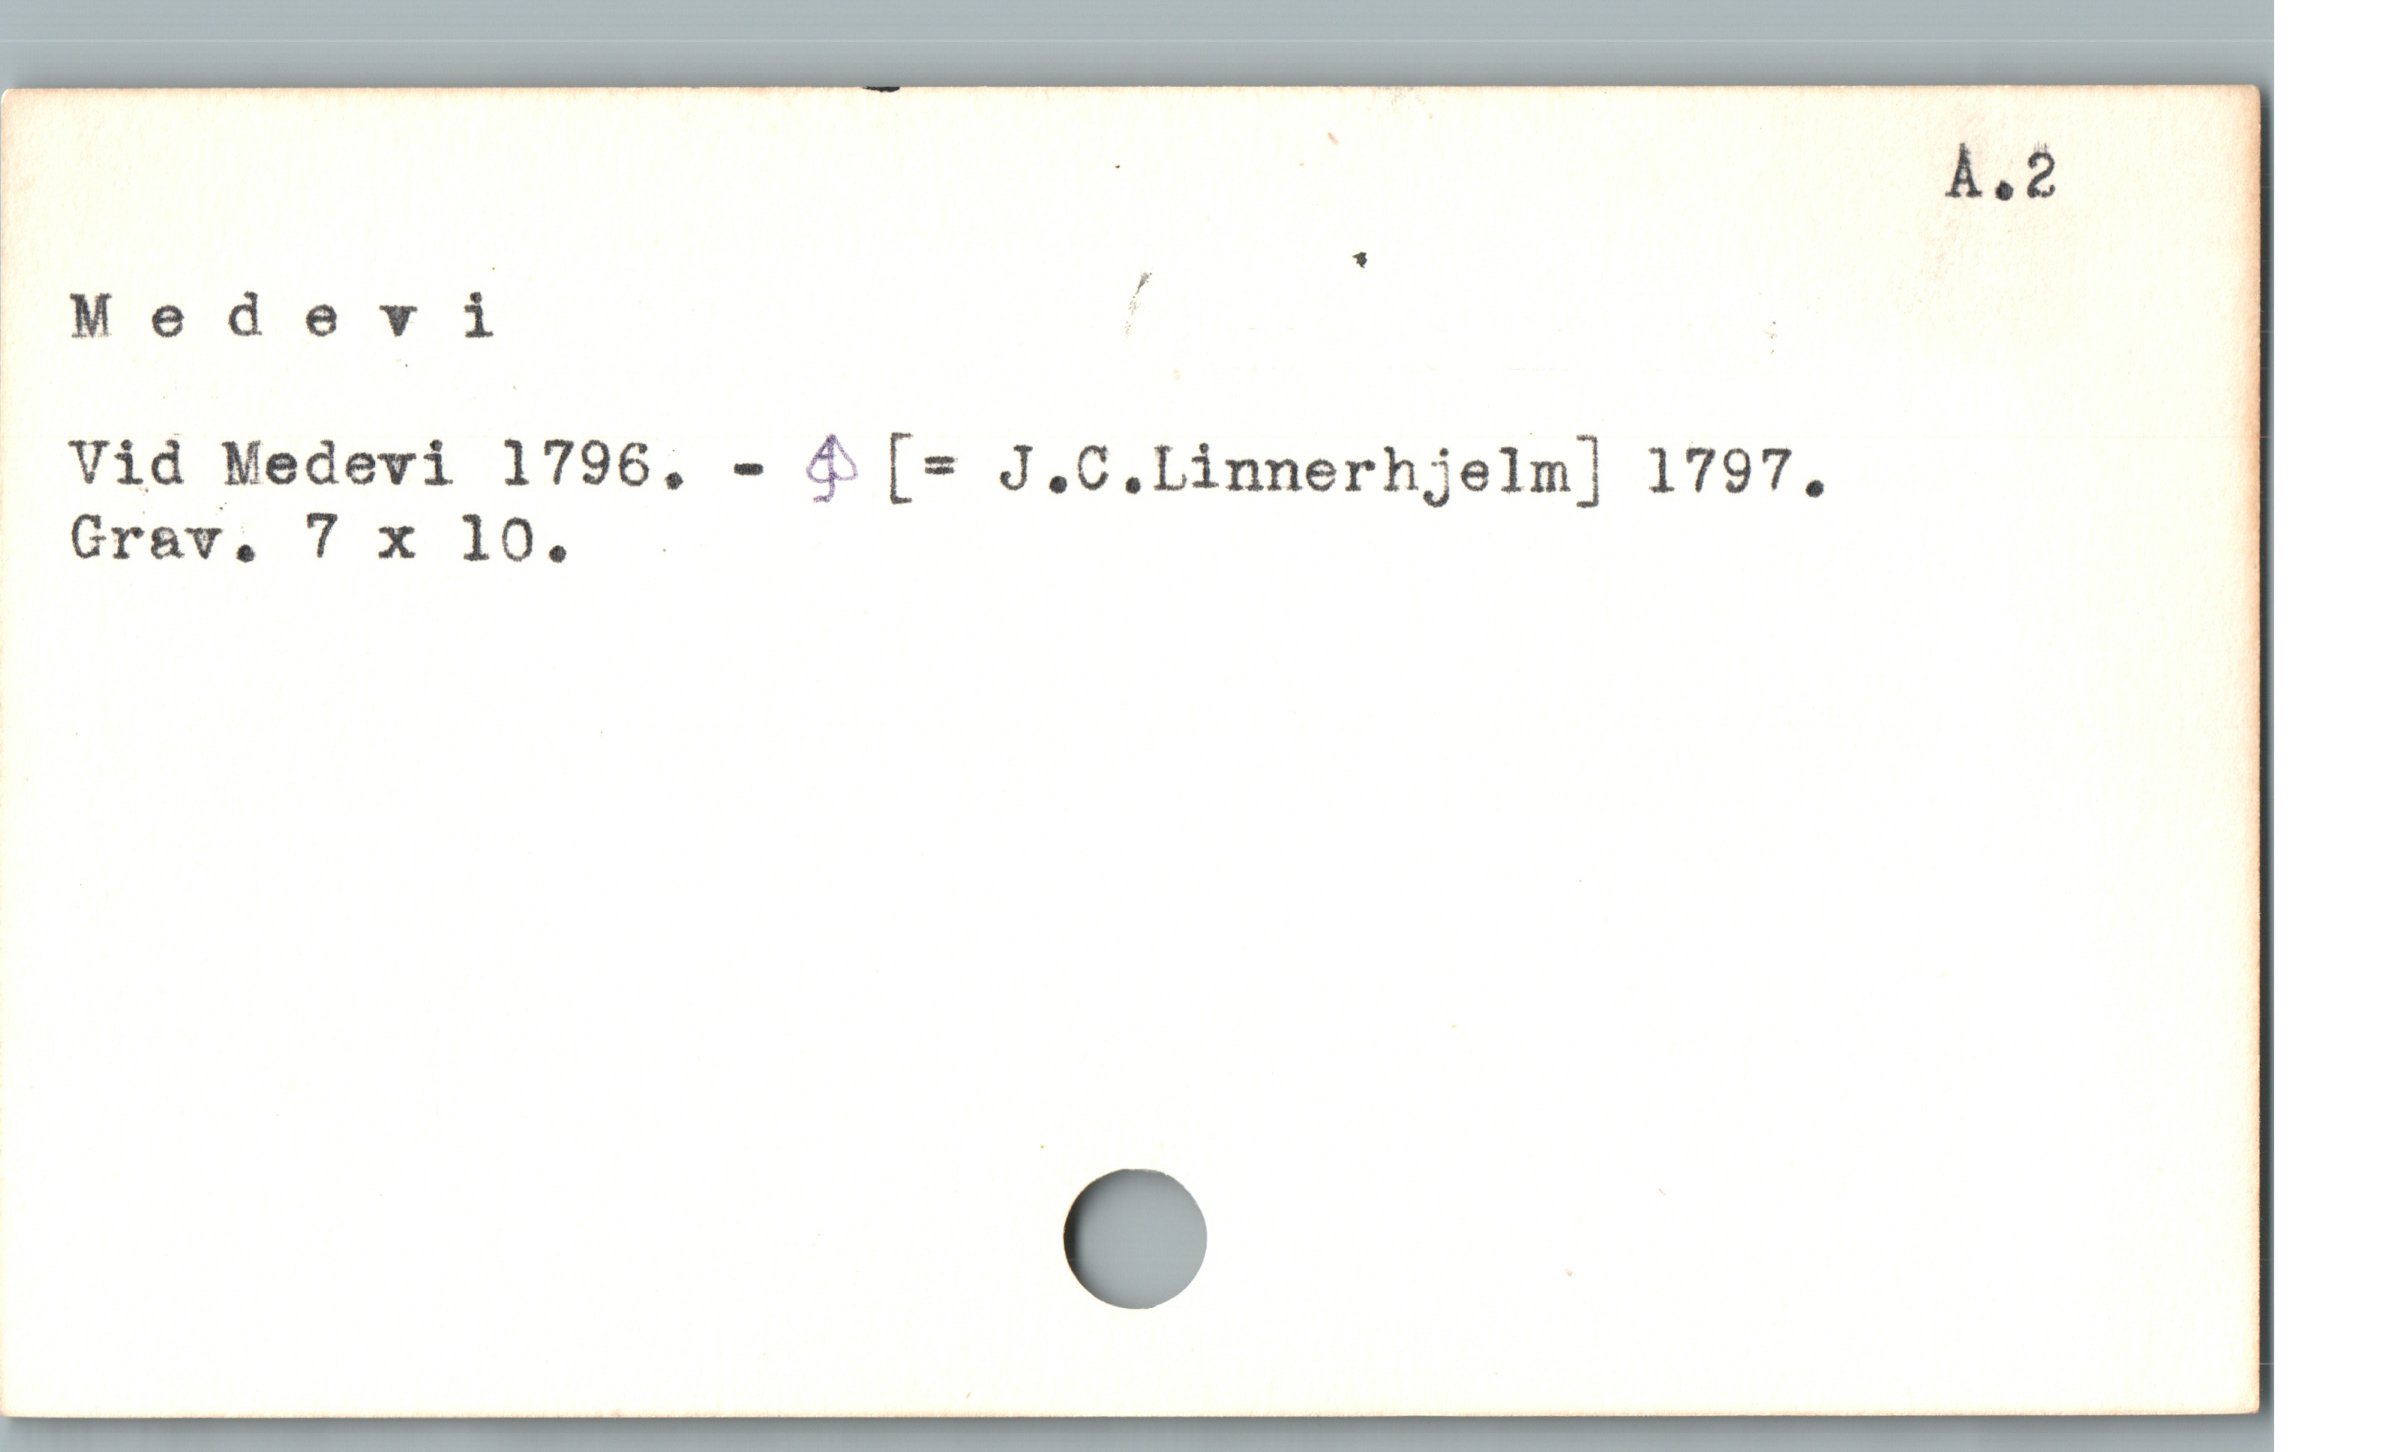 A.2
M e d e v i
Vid Medevi 1796. - [= J.C.Linnerhjelm] 1797.
Grav. 7 x 10.